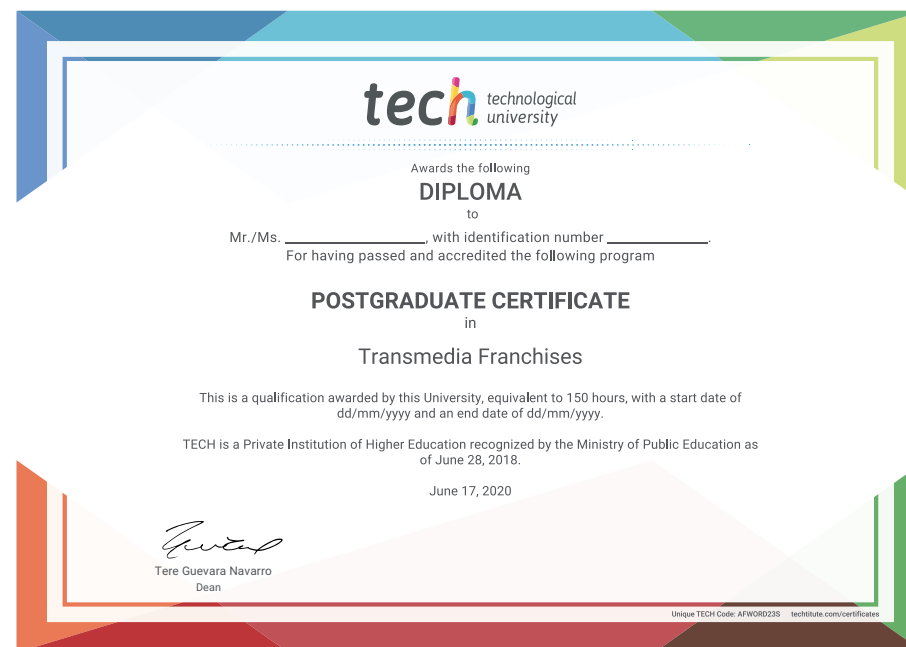 tech technological
university
Awards the following
DIPLOMA
to
Mr./Ms. ____________________, with identification number ______________.
For having passed and accredited the following program
POSTGRADUATE CERTIFICATE
in
Transmedia Franchises
This is a qualification awarded by this University, equivalent to 150 hours, with a start date of
dd/mm/yyyy and an end date of dd/mm/yyyy.
TECH is a Private Institution of Higher Education recognized by the Ministry of Public Education as
of June 28, 2018.
June 17, 2020
Tere Guevara Navarro
Dean
Unique TECH Code: AFWORD23S techtitute.com/certificates